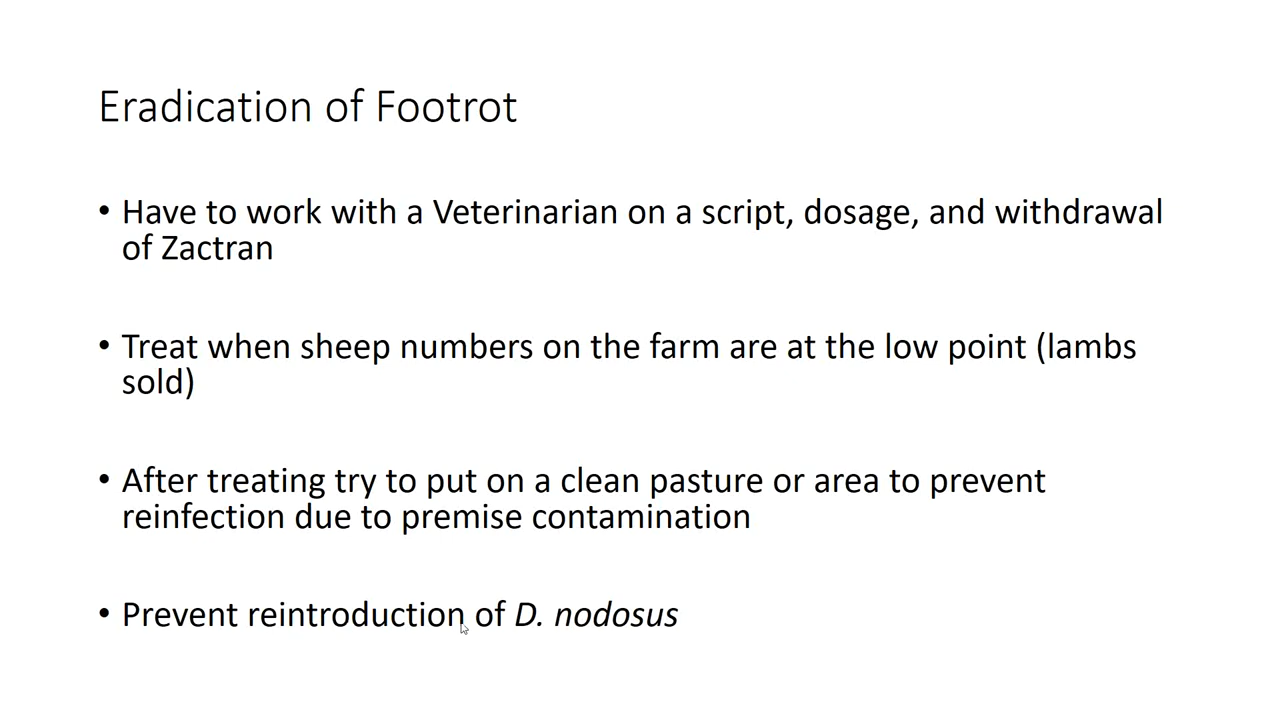 Eradication of Footrot
• Have to work with a Veterinarian on a script, dosage, and withdrawal
of Zactran
• Treat when sheep numbers on the farm are at the low point (lambs
sold)
• After treating try to put on a clean pasture or area to prevent
reinfection due to premise contamination
• Prevent reintroduction of D. nodosus